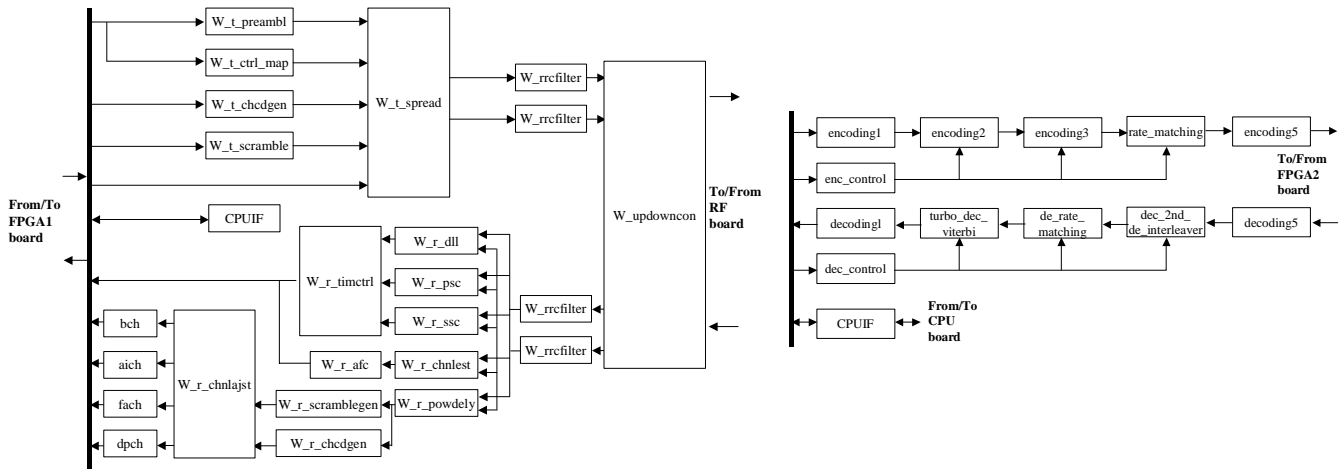 W_t_preambl
W_t_ctrl_map
W_t_chcdgen
W_t_scramble
W_t_spread
W_rrcfilter
W_rrcfilter
W_updowncon
To/From
RF
board
From/To
FPGA1
board
CPUIF
W_r_timctrl
W_r_dll
W_r_psc
W_r_ssc
W_rrcfilter
W_rrcfilter
W_r_afc
W_r_chnlest
bch
aich
fach
dpch
W_r_chnlajst
W_r_scramblegen
W_r_powdely
W_r_chcdgen
encoding1
encoding2
encoding3
rate_matching
encoding5
To/From
FPGA2
board
enc_control
decoding1
turbo_dec_
viterbi
de_rate_
matching
dec_2nd_
de_interleaver
decoding5
dec_control
CPUIF
From/To
CPU
board